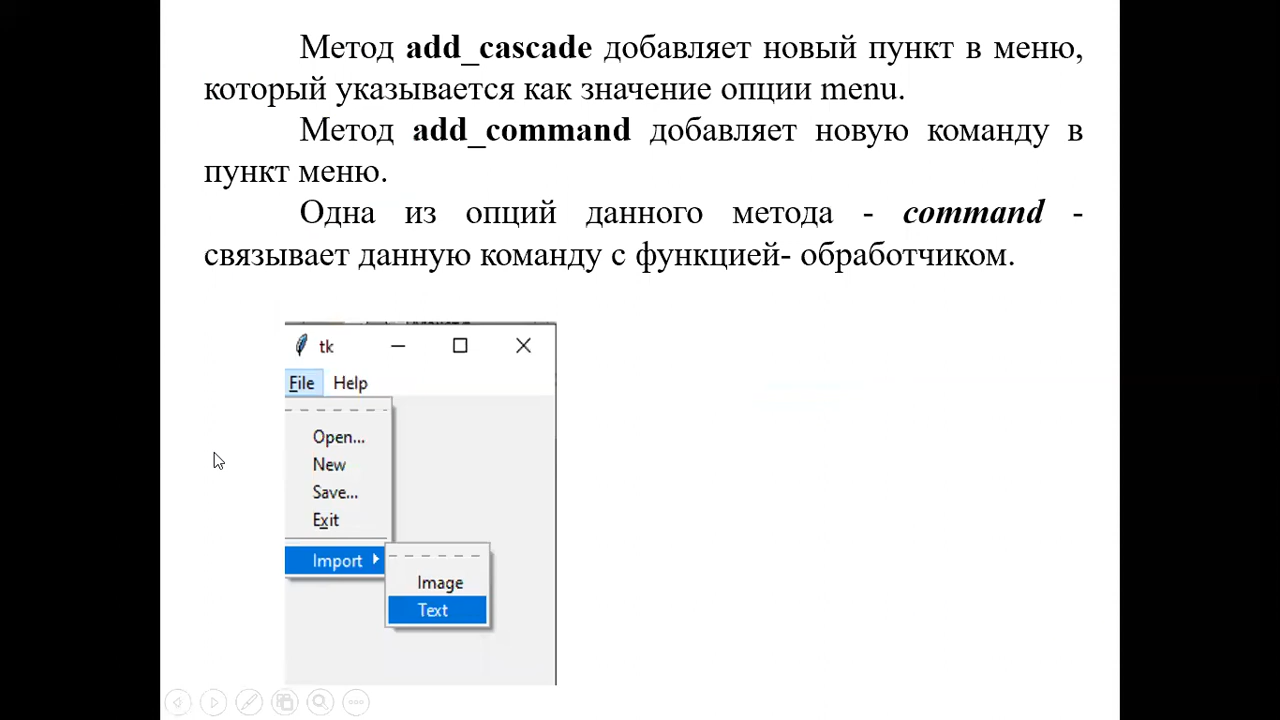 Метод add_cascade добавляет новый пункт в меню,
который указывается как значение опции menu.
Метод add_command добавляет новую команду в
пункт меню.
Одна из опций данного метода - command -
связывает данную команду с функцией- обработчиком.
tk
File Help
Open...
New
Save...
Exit
Import
Image
Text